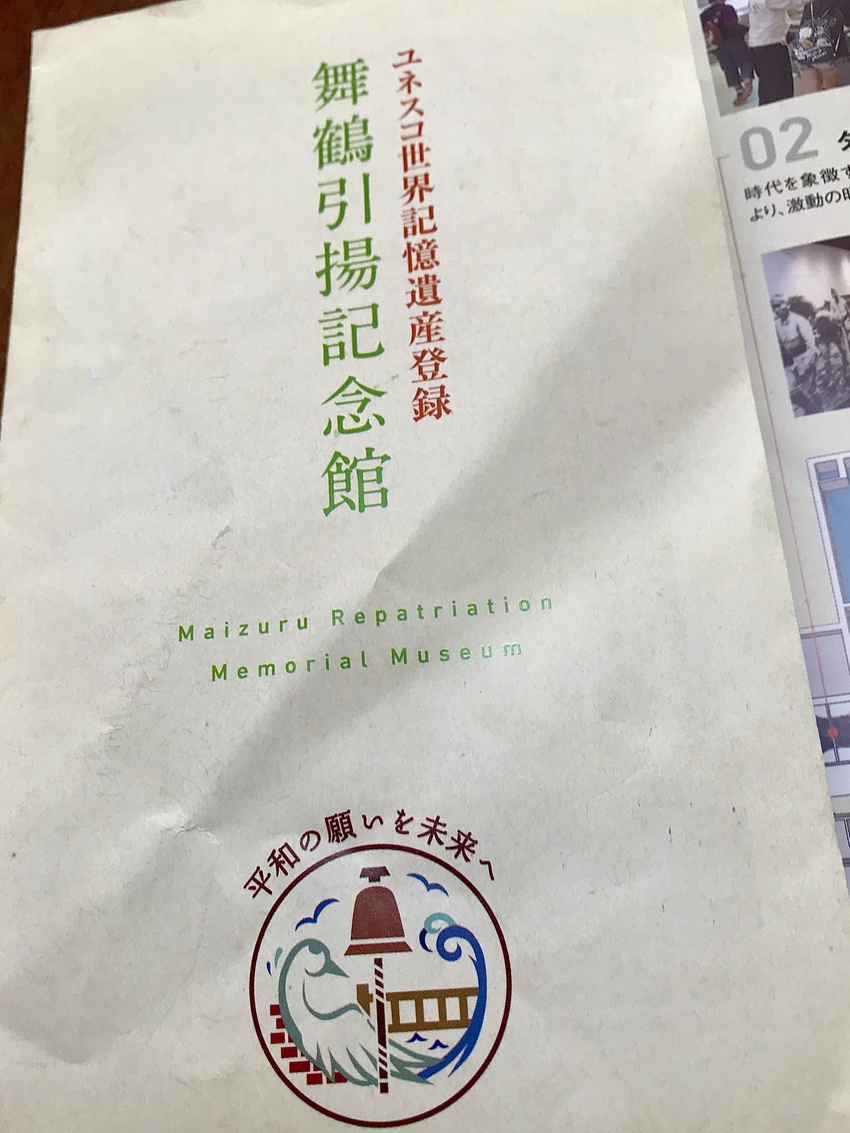 ユネスコ世界記憶遺産登録
舞鶴引揚記念館
Maizuru Repatriation
Memorial Museum
平和の願いを未来へ
02
時代を象徴す
より、激動の昭